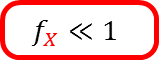 f_X ≪ 1